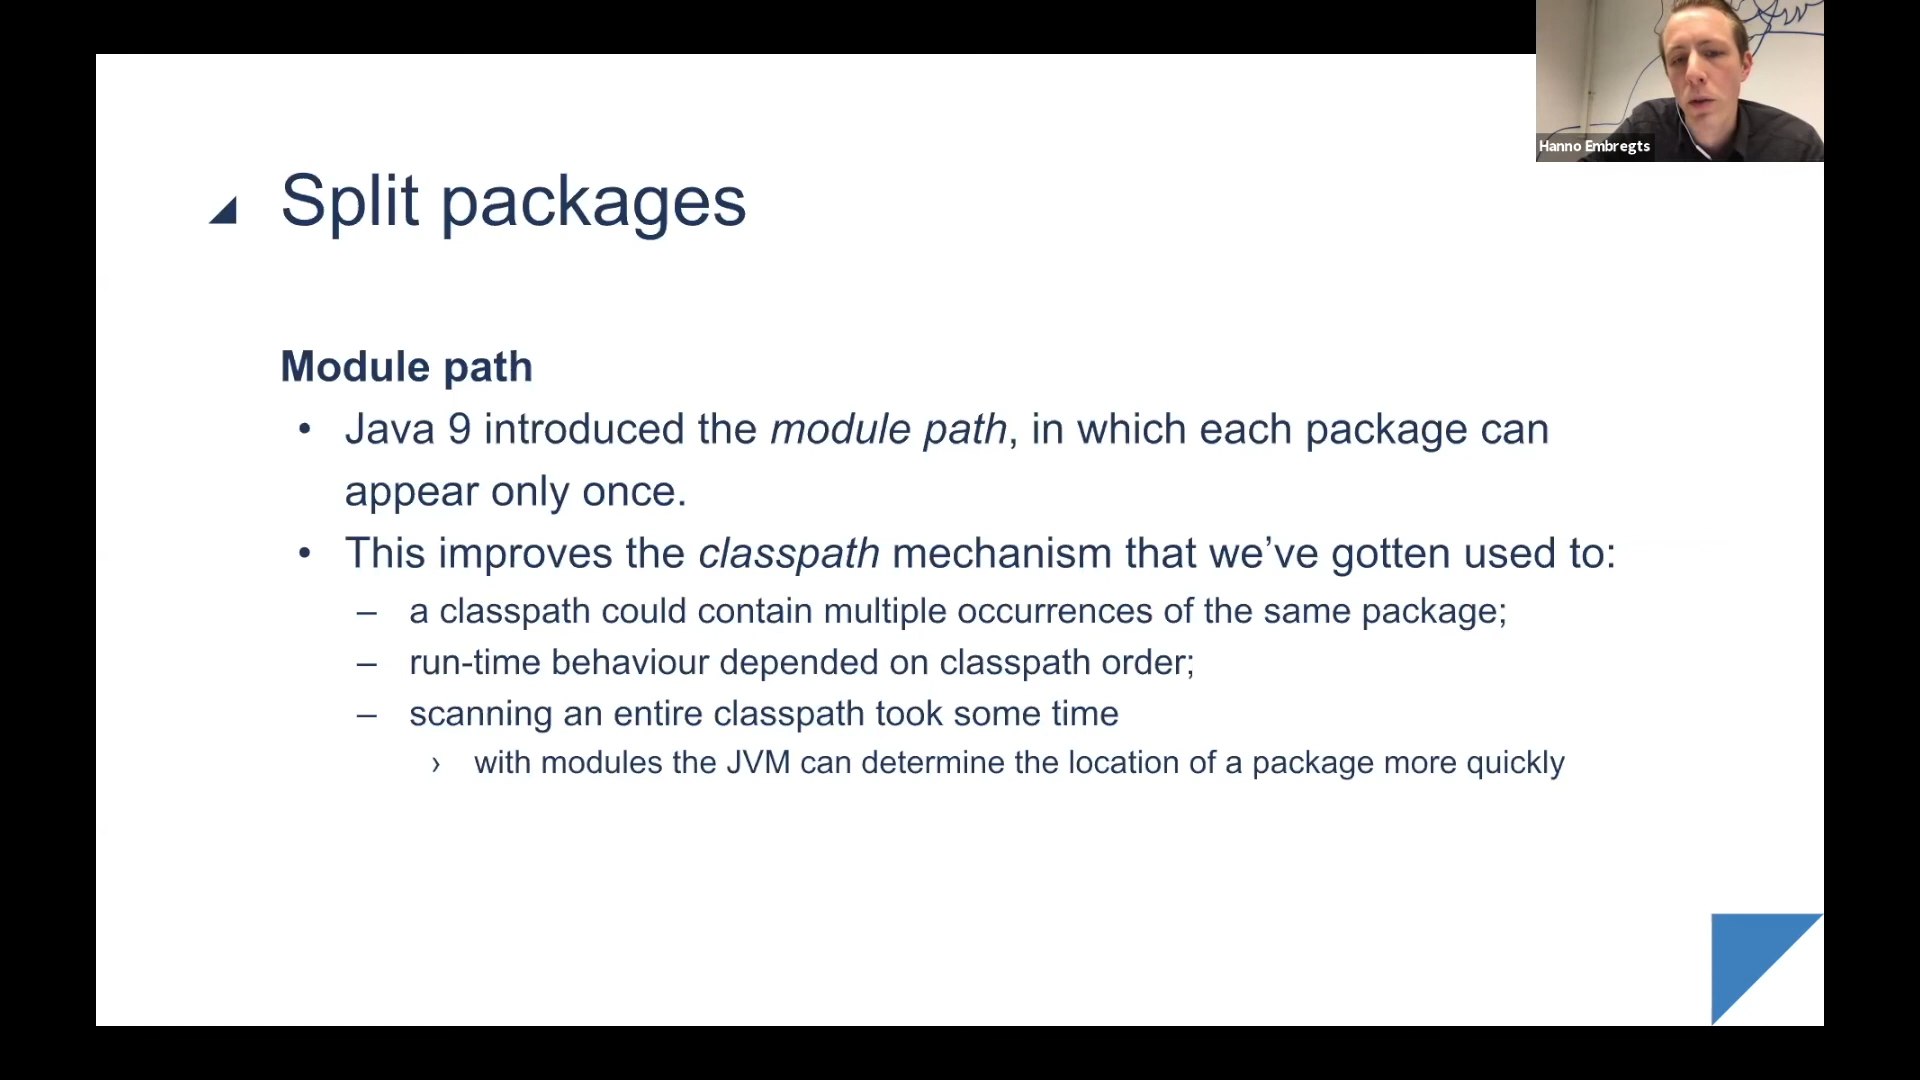 Hanno Embregts
Split packages
Module path
• Java 9 introduced the module path, in which each package can
appear only once.
• This improves the classpath mechanism that we’ve gotten used to:
– a classpath could contain multiple occurrences of the same package;
– run-time behaviour depended on classpath order;
– scanning an entire classpath took some time
› with modules the JVM can determine the location of a package more quickly